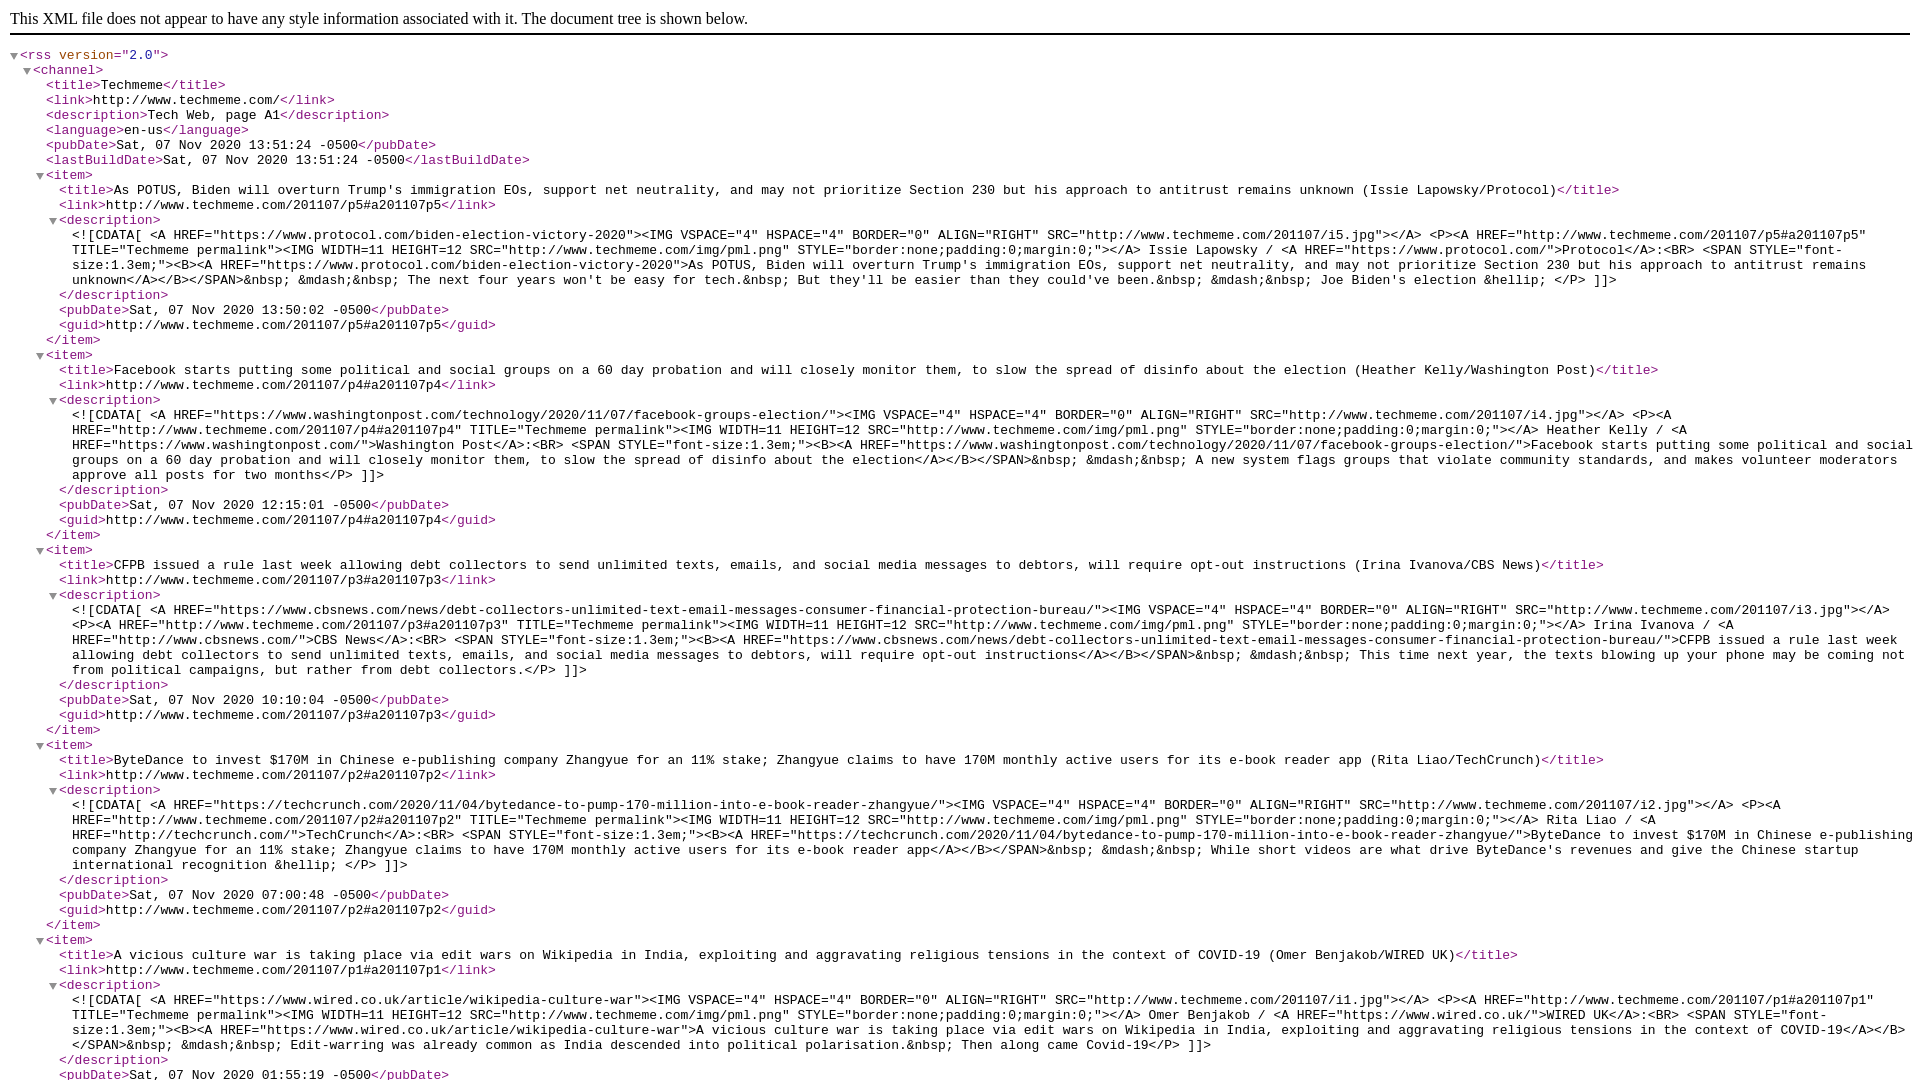 This XML file does not appear to have any style information associated with it. The document tree is shown below.
<rss version="2.0">
<channel>
<title>Techmeme</title>
<link>http://www.techmeme.com/</link>
<description>Tech Web, page A1</description>
<language>en-us</language>
<pubDate>Sat, 07 Nov 2020 13:51:24 -0500</pubDate>
<lastBuildDate>Sat, 07 Nov 2020 13:51:24 -0500</lastBuildDate>
<item>
<title>As POTUS, Biden will overturn Trump's immigration EOs, support net neutrality, and may not prioritize Section 230 but his approach to antitrust remains unknown (Issie Lapowsky/Protocol)</title>
<link>http://www.techmeme.com/201107/p5#a201107p5</link>
<description>
<![CDATA[ <A HREF="https://www.protocol.com/biden-election-victory-2020"><IMG VSPACE="4" HSPACE="4" BORDER="0" ALIGN="RIGHT" SRC="http://www.techmeme.com/201107/i5.jpg"></A> <P><A HREF="http://www.techmeme.com/201107/p5#a201107p5"
TITLE="Techmeme permalink"><IMG WIDTH=11 HEIGHT=12 SRC="http://www.techmeme.com/img/pml.png" STYLE="border:none;padding:0;margin:0;"></A> Issie Lapowsky / <A HREF="https://www.protocol.com/">Protocol</A>:<BR> <SPAN STYLE="font-
size:1.3em;"><B><A HREF="https://www.protocol.com/biden-election-victory-2020">As POTUS, Biden will overturn Trump's immigration EOs, support net neutrality, and may not prioritize Section 230 but his approach to antitrust remains
unknown</A></B></SPAN>&nbsp; &mdash;&nbsp; The next four years won't be easy for tech.&nbsp; But they'll be easier than they could've been.&nbsp; &mdash;&nbsp; Joe Biden's election &hellip; </P> ]]>
</description>
<pubDate>Sat, 07 Nov 2020 13:50:02 -0500</pubDate>
<guid>http://www.techmeme.com/201107/p5#a201107p5</guid>
</item>
<item>
<title>Facebook starts putting some political and social groups on a 60 day probation and will closely monitor them, to slow the spread of disinfo about the election (Heather Kelly/Washington Post)</title>
<link>http://www.techmeme.com/201107/p4#a201107p4</link>
<description>
<![CDATA[ <A HREF="https://www.washingtonpost.com/technology/2020/11/07/facebook-groups-election/"><IMG VSPACE="4" HSPACE="4" BORDER="0" ALIGN="RIGHT" SRC="http://www.techmeme.com/201107/i4.jpg"></A> <P><A
HREF="http://www.techmeme.com/201107/p4#a201107p4" TITLE="Techmeme permalink"><IMG WIDTH=11 HEIGHT=12 SRC="http://www.techmeme.com/img/pml.png" STYLE="border:none;padding:0;margin:0;"></A> Heather Kelly / <A
HREF="https://www.washingtonpost.com/">Washington Post</A>:<BR> <SPAN STYLE="font-size:1.3em;"><B><A HREF="https://www.washingtonpost.com/technology/2020/11/07/facebook-groups-election/">Facebook starts putting some political and social
groups on a 60 day probation and will closely monitor them, to slow the spread of disinfo about the election</A></B></SPAN>&nbsp; &mdash;&nbsp; A new system flags groups that violate community standards, and makes volunteer moderators
approve all posts for two months</P> ]]>
</description>
<pubDate>Sat, 07 Nov 2020 12:15:01 -0500</pubDate>
<guid>http://www.techmeme.com/201107/p4#a201107p4</guid>
</item>
<item>
<title>CFPB issued a rule last week allowing debt collectors to send unlimited texts, emails, and social media messages to debtors, will require opt-out instructions (Irina Ivanova/CBS News)</title>
<link>http://www.techmeme.com/201107/p3#a201107p3</link>
<description>
<![CDATA[ <A HREF="https://www.cbsnews.com/news/debt-collectors-unlimited-text-email-messages-consumer-financial-protection-bureau/"><IMG VSPACE="4" HSPACE="4" BORDER="0" ALIGN="RIGHT" SRC="http://www.techmeme.com/201107/i3.jpg"></A>
<P><A HREF="http://www.techmeme.com/201107/p3#a201107p3" TITLE="Techmeme permalink"><IMG WIDTH=11 HEIGHT=12 SRC="http://www.techmeme.com/img/pml.png" STYLE="border:none;padding:0;margin:0;"></A> Irina Ivanova / <A
HREF="http://www.cbsnews.com/">CBS News</A>:<BR> <SPAN STYLE="font-size:1.3em;"><B><A HREF="https://www.cbsnews.com/news/debt-collectors-unlimited-text-email-messages-consumer-financial-protection-bureau/">CFPB issued a rule last week
allowing debt collectors to send unlimited texts, emails, and social media messages to debtors, will require opt-out instructions</A></B></SPAN>&nbsp; &mdash;&nbsp; This time next year, the texts blowing up your phone may be coming not
from political campaigns, but rather from debt collectors.</P> ]]>
</description>
<pubDate>Sat, 07 Nov 2020 10:10:04 -0500</pubDate>
<guid>http://www.techmeme.com/201107/p3#a201107p3</guid>
</item>
<item>
<title>ByteDance to invest $170M in Chinese e-publishing company Zhangyue for an 11% stake; Zhangyue claims to have 170M monthly active users for its e-book reader app (Rita Liao/TechCrunch)</title>
<link>http://www.techmeme.com/201107/p2#a201107p2</link>
<description>
<![CDATA[ <A HREF="https://techcrunch.com/2020/11/04/bytedance-to-pump-170-million-into-e-book-reader-zhangyue/"><IMG VSPACE="4" HSPACE="4" BORDER="0" ALIGN="RIGHT" SRC="http://www.techmeme.com/201107/i2.jpg"></A> <P><A
HREF="http://www.techmeme.com/201107/p2#a201107p2" TITLE="Techmeme permalink"><IMG WIDTH=11 HEIGHT=12 SRC="http://www.techmeme.com/img/pml.png" STYLE="border:none;padding:0;margin:0;"></A> Rita Liao / <A
HREF="http://techcrunch.com/">TechCrunch</A>:<BR> <SPAN STYLE="font-size:1.3em;"><B><A HREF="https://techcrunch.com/2020/11/04/bytedance-to-pump-170-million-into-e-book-reader-zhangyue/">ByteDance to invest $170M in Chinese e-publishing
company Zhangyue for an 11% stake; Zhangyue claims to have 170M monthly active users for its e-book reader app</A></B></SPAN>&nbsp; &mdash;&nbsp; While short videos are what drive ByteDance's revenues and give the Chinese startup
international recognition &hellip; </P> ]]>
</description>
<pubDate>Sat, 07 Nov 2020 07:00:48 -0500</pubDate>
<guid>http://www.techmeme.com/201107/p2#a201107p2</guid>
</item>
<item>
<title>A vicious culture war is taking place via edit wars on Wikipedia in India, exploiting and aggravating religious tensions in the context of COVID-19 (Omer Benjakob/WIRED UK)</title>
<link>http://www.techmeme.com/201107/p1#a201107p1</link>
<description>
<![CDATA[ <A HREF="https://www.wired.co.uk/article/wikipedia-culture-war"><IMG VSPACE="4" HSPACE="4" BORDER="0" ALIGN="RIGHT" SRC="http://www.techmeme.com/201107/i1.jpg"></A> <P><A HREF="http://www.techmeme.com/201107/p1#a201107p1"
TITLE="Techmeme permalink"><IMG WIDTH=11 HEIGHT=12 SRC="http://www.techmeme.com/img/pml.png" STYLE="border:none;padding:0;margin:0;"></A> Omer Benjakob / <A HREF="https://www.wired.co.uk/">WIRED UK</A>:<BR> <SPAN STYLE="font-
size:1.3em;"><B><A HREF="https://www.wired.co.uk/article/wikipedia-culture-war">A vicious culture war is taking place via edit wars on Wikipedia in India, exploiting and aggravating religious tensions in the context of COVID-19</A></B>
</SPAN>&nbsp; &mdash;&nbsp; Edit-warring was already common as India descended into political polarisation.&nbsp; Then along came Covid-19</P> ]]>
</description>
<pubDate>Sat, 07 Nov 2020 01:55:19 -0500</pubDate>